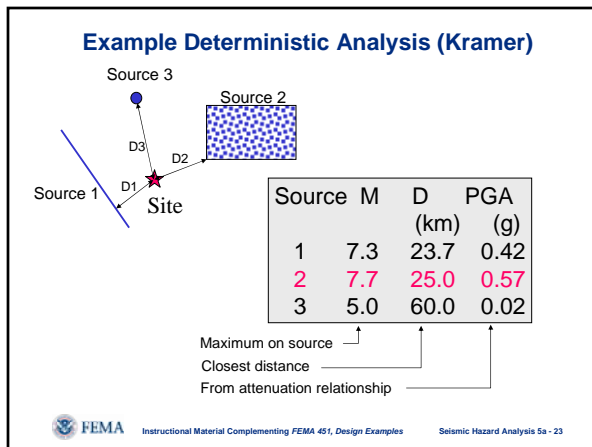 Example Deterministic Analysis (Kramer)
Source 3
Source 2
D3
D2
Source 1
D1
Site
Source M D PGA
(km) (g)
1 7.3 23.7 0.42
2 7.7 25.0 0.57
3 5.0 60.0 0.02
Maximum on source
Closest distance
From attenuation relationship
FEMA
Instructional Material Complementing FEMA 451, Design Examples
Seismic Hazard Analysis 5a - 23